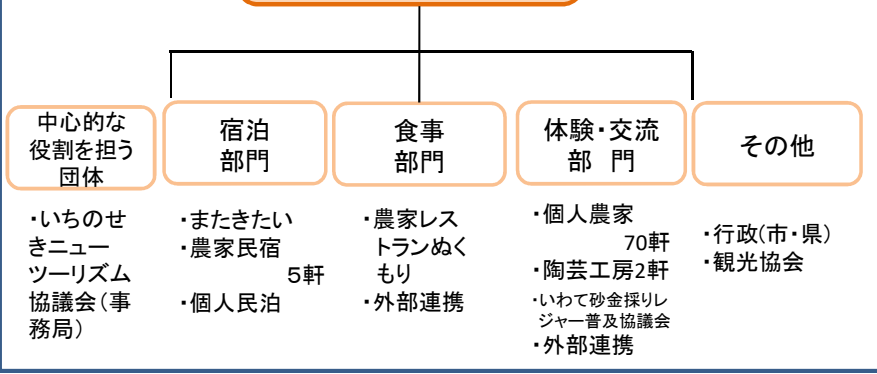 中心的な
役割を担う
団体
・いちのせ
きニュー
ツーリズム
協議会(事
務局)
宿泊
部門
・またきたい
・農家民宿
5軒
・個人民泊
食事
部門
・農家レス
トランぬく
もり
・外部連携
体験・交流
部 門
・個人農家
70軒
・陶芸工房2軒
・いわて砂金採りレ
ジャー普及協議会
・外部連携
その他
・行政(市・県)
・観光協会